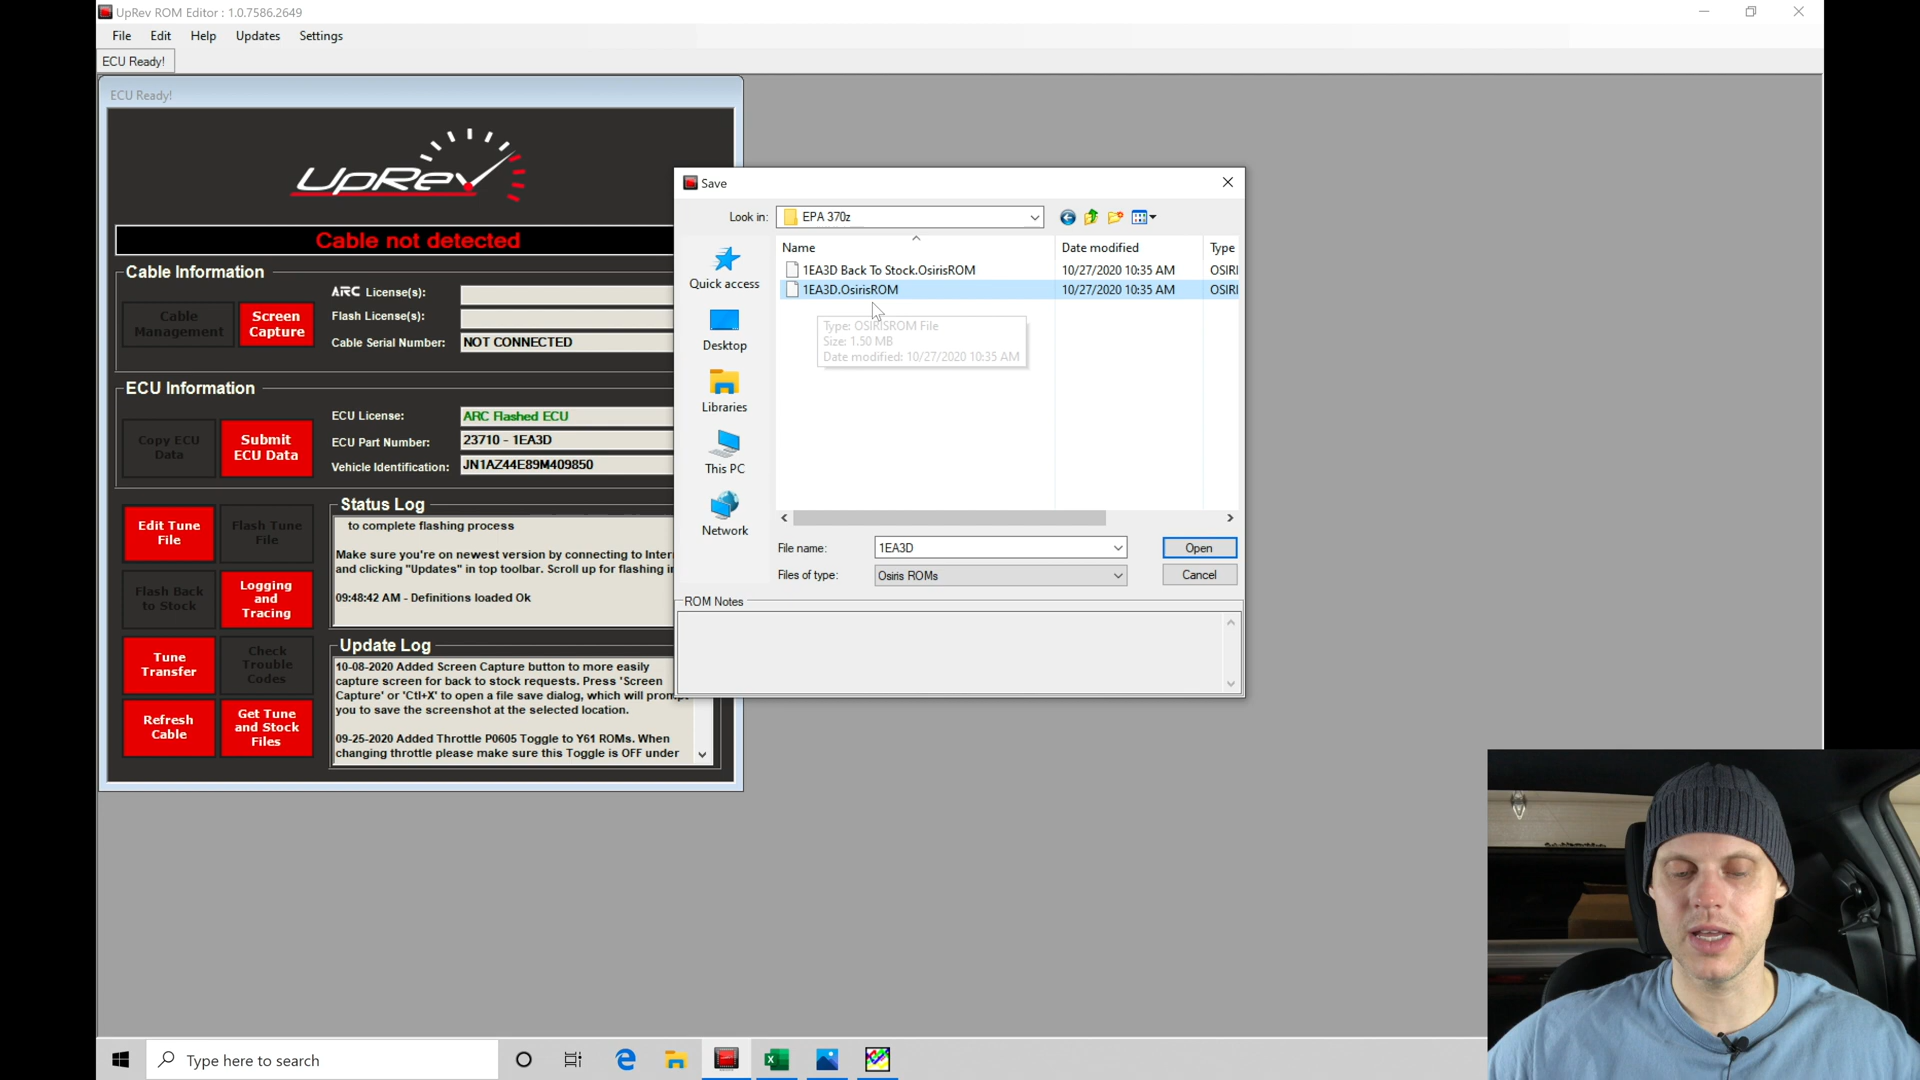 UpRev ROM Editor : 1.0.7586.2649
File Edit Help Updates Settings
ECU Ready!
ECU Ready!
UpRev
Cable not detected
Cable Information
Cable Management
Screen Capture
ARC License(s):
Flash License(s):
Cable Serial Number: NOT CONNECTED
ECU Information
Copy ECU Data
Submit ECU Data
ECU License: ARC Flashed ECU
ECU Part Number: 23710 - 1EA3D
Vehicle Identification: JN1AZ44E89M409850
Edit Tune File
Flash Tune File
Flash Back to Stock
Logging and Tracing
Tune Transfer
Check Trouble Codes
Refresh Cable
Get Tune and Stock Files
Status Log
to complete flashing process
Make sure you're on newest version by connecting to Inter
and clicking "Updates" in top toolbar. Scroll up for flashing i
09:48:42 AM - Definitions loaded Ok
Update Log
10-08-2020 Added Screen Capture button to more easily
capture screen for back to stock requests. Press 'Screen
Capture' or 'Ctl+X' to open a file save dialog, which will prom
you to save the screenshot at the selected location.
09-25-2020 Added Throttle P0605 Toggle to Y61 ROMs. When
changing throttle please make sure this Toggle is OFF under
Save
Look in: EPA 370z
Quick access
Desktop
Libraries
This PC
Network
Name Date modified Type
1EA3D Back To Stock.OsirisROM 10/27/2020 10:35 AM OSIRI
1EA3D.OsirisROM 10/27/2020 10:35 AM OSIRI
Type: OSIRISROM File
Size: 1.50 MB
Date modified: 10/27/2020 10:35 AM
File name: 1EA3D Open
Files of type: Osiris ROMs Cancel
ROM Notes
Type here to search